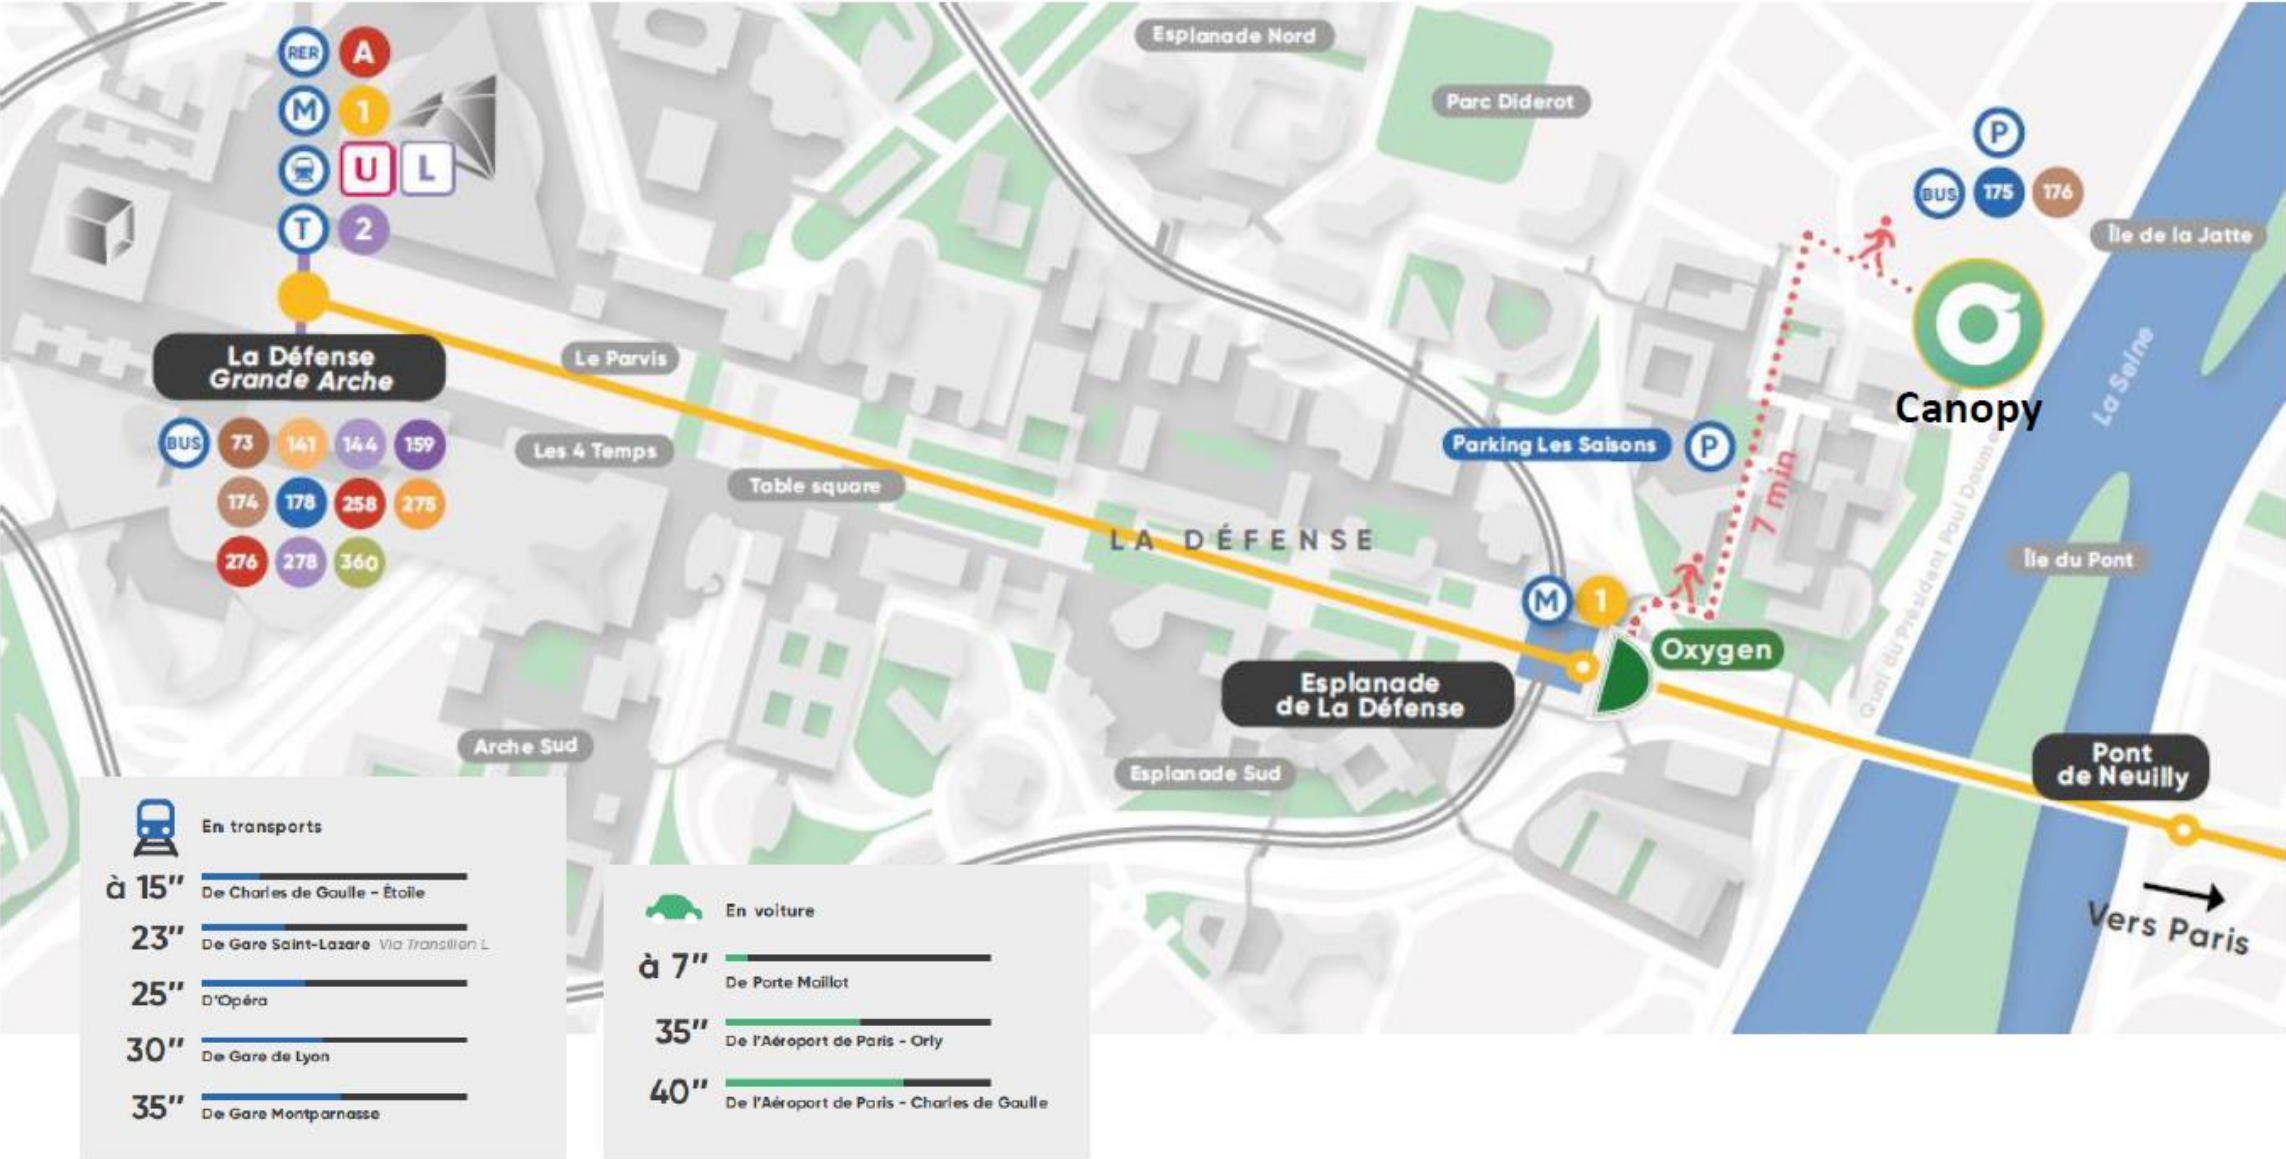 RER A
M 1
U L
T 2
La Défense
Grande Arche
BUS 73 141 144 159
174 178 258 275
276 278 360
Esplanade Nord
Parc Diderot
P
BUS 175 176
Île de la Jatte
Canopy
La Seine
Le Parvis
Les 4 Temps
Table square
LA DÉFENSE
Parking Les Saisons P
7 min
M 1
Oxygen
Esplanade
de La Défense
Quai du Président Paul Doumer
Île du Pont
Arche Sud
Esplanade Sud
Pont
de Neuilly
Vers Paris
En transports
à 15"
De Charles de Gaulle - Étoile
23"
De Gare Saint-Lazare Via Transilien L
25"
D'Opéra
30"
De Gare de Lyon
35"
De Gare Montparnasse
En voiture
à 7"
De Porte Maillot
35"
De l'Aéroport de Paris - Orly
40"
De l'Aéroport de Paris - Charles de Gaulle